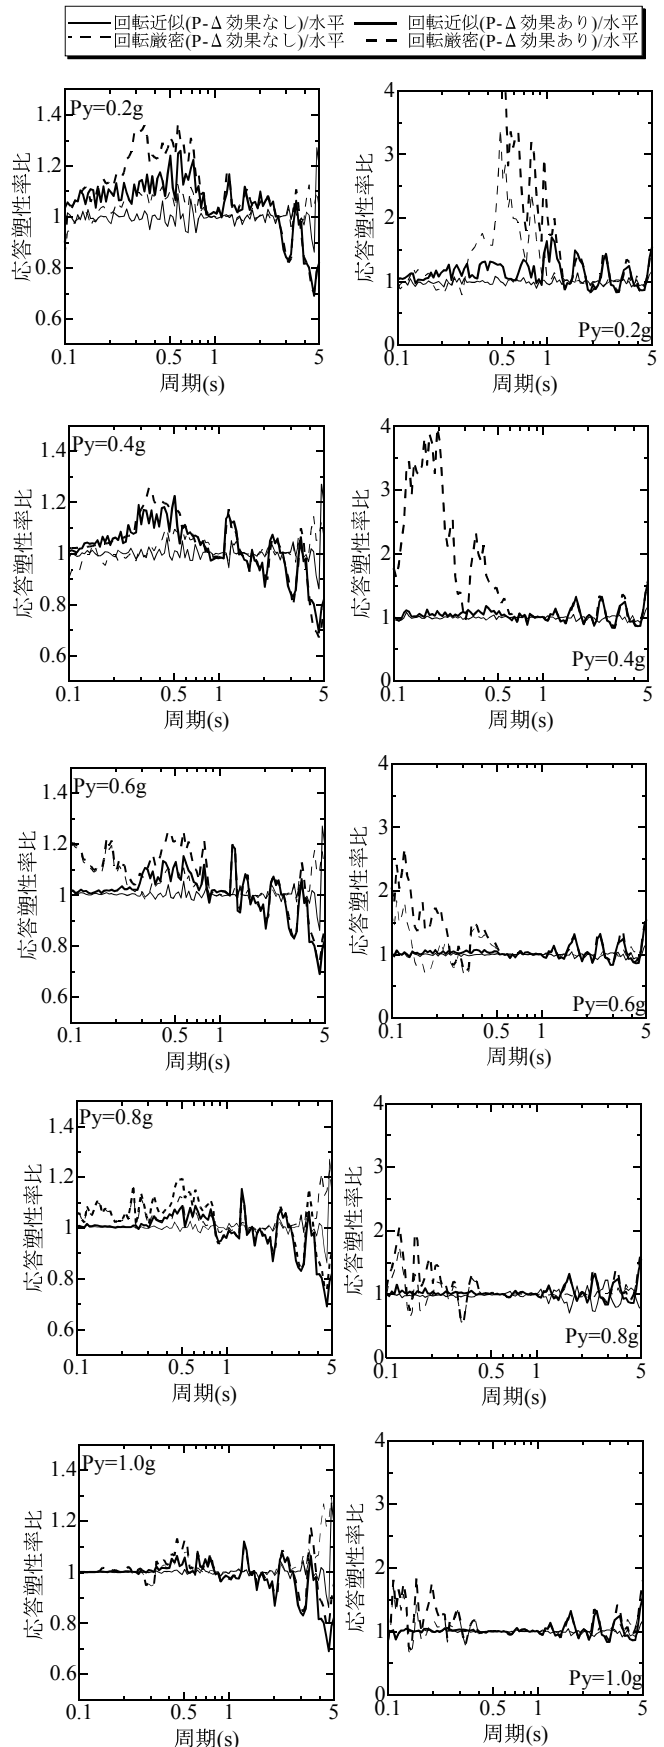 回転近似(P-Δ効果なし)/水平 回転近似(P-Δ効果あり)/水平
回転厳密(P-Δ効果なし)/水平 回転厳密(P-Δ効果あり)/水平
Py=0.2g
応答塑性率比
1.4
1.2
1
0.8
0.6
0.1 0.5 1 5
周期(s)
応答塑性率比
4
3
2
1
0
Py=0.2g
0.1 0.5 1 5
周期(s)
Py=0.4g
応答塑性率比
1.4
1.2
1
0.8
0.6
0.1 0.5 1 5
周期(s)
応答塑性率比
4
3
2
1
0
Py=0.4g
0.1 0.5 1 5
周期(s)
Py=0.6g
応答塑性率比
1.4
1.2
1
0.8
0.6
0.1 0.5 1 5
周期(s)
応答塑性率比
4
3
2
1
0
Py=0.6g
0.1 0.5 1 5
周期(s)
Py=0.8g
応答塑性率比
1.4
1.2
1
0.8
0.6
0.1 0.5 1 5
周期(s)
応答塑性率比
4
3
2
1
0
Py=0.8g
0.1 0.5 1 5
周期(s)
Py=1.0g
応答塑性率比
1.4
1.2
1
0.8
0.6
0.1 0.5 1 5
周期(s)
応答塑性率比
4
3
2
1
0
Py=1.0g
0.1 0.5 1 5
周期(s)